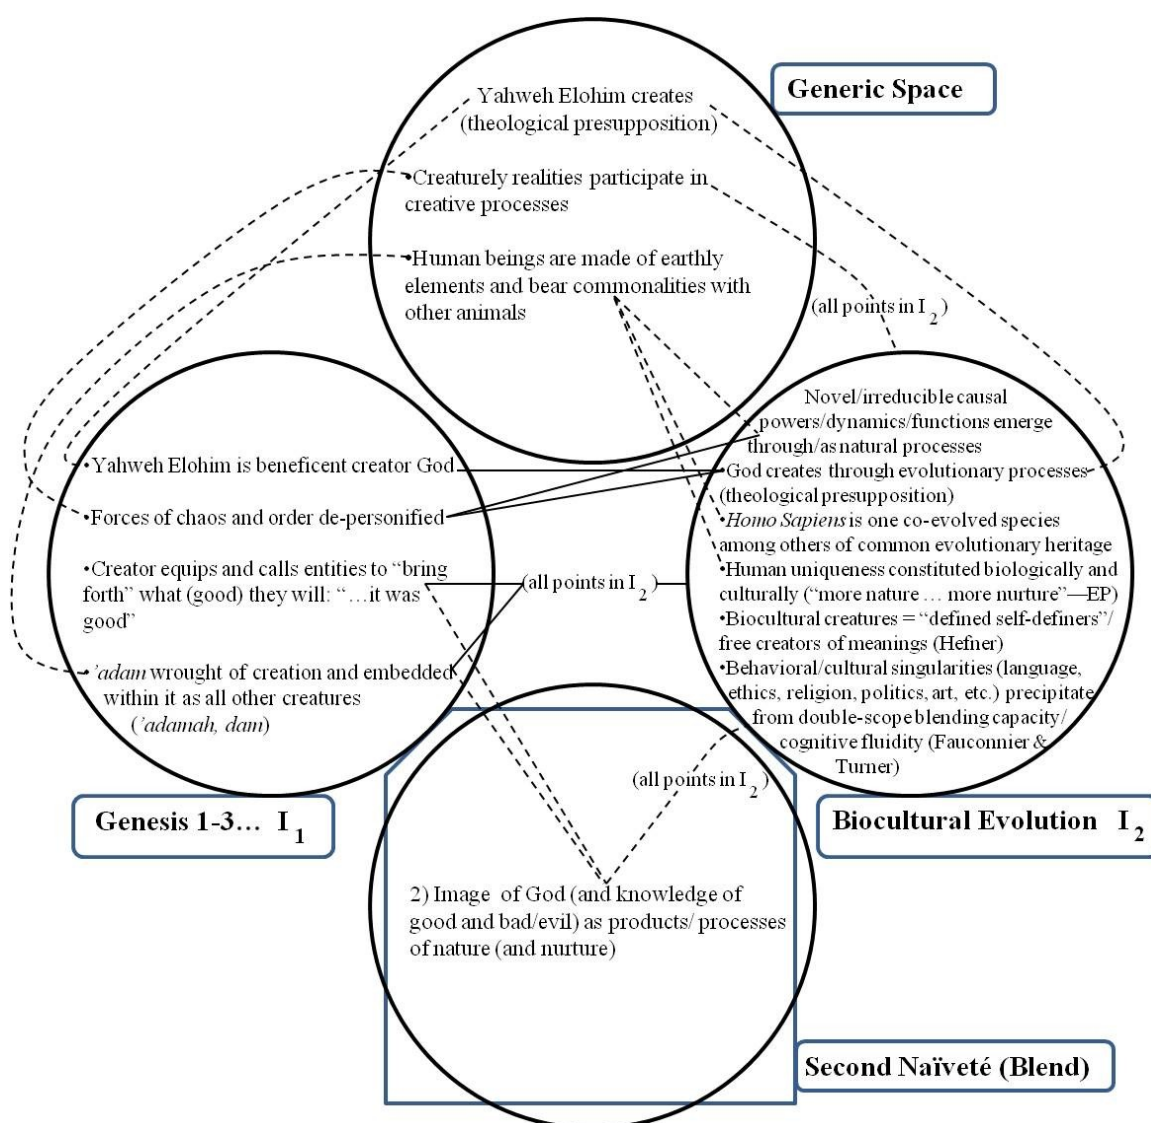 Generic Space
Yahweh Elohim creates
(theological presupposition)
•Creaturely realities participate in
creative processes
•Human beings are made of earthly
elements and bear commonalities with
other animals
(all points in I2)
•Yahweh Elohim is beneficent creator God
•Forces of chaos and order de-personified
•Creator equips and calls entities to “bring
forth” what (good) they will: “…it was
good”
•’adam wrought of creation and embedded
within it as all other creatures
(’adamah, dam)
Genesis 1-3… I1
(all points in I2)
Novel/irreducible causal
powers/dynamics/functions emerge
through/as natural processes
•God creates through evolutionary processes
(theological presupposition)
•Homo Sapiens is one co-evolved species
among others of common evolutionary heritage
•Human uniqueness constituted biologically and
culturally (“more nature … more nurture”—EP)
•Biocultural creatures = “defined self-definers”/
free creators of meanings (Hefner)
•Behavioral/cultural singularities (language,
ethics, religion, politics, art, etc.) precipitate
from double-scope blending capacity/
cognitive fluidity (Fauconnier &
Turner)
Biocultural Evolution I2
(all points in I2)
2) Image of God (and knowledge of
good and bad/evil) as products/ processes
of nature (and nurture)
Second Naïveté (Blend)